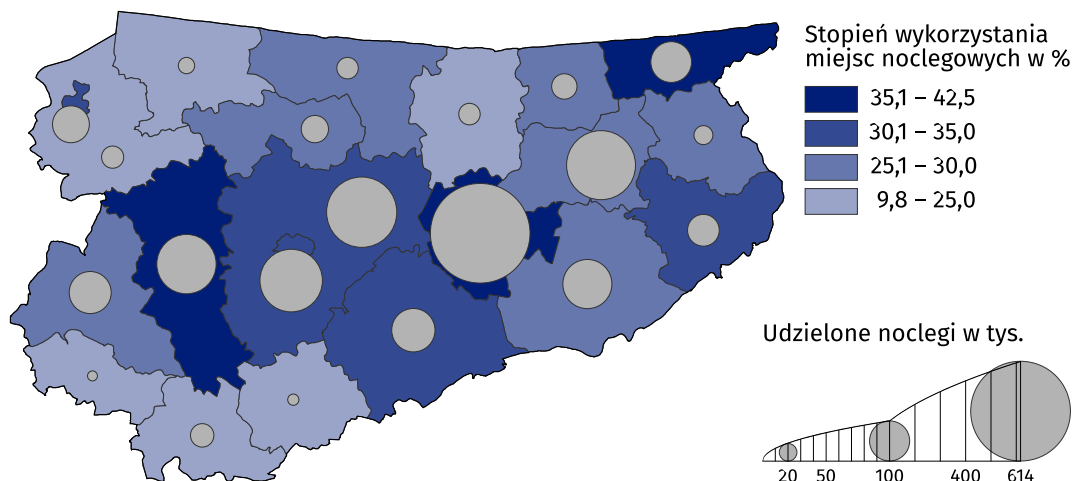 Stopień wykorzystania
miejsc noclegowych w %
35,1 – 42,5
30,1 – 35,0
25,1 – 30,0
9,8 – 25,0
Udzielone noclegi w tys.
20 50 100 400 614